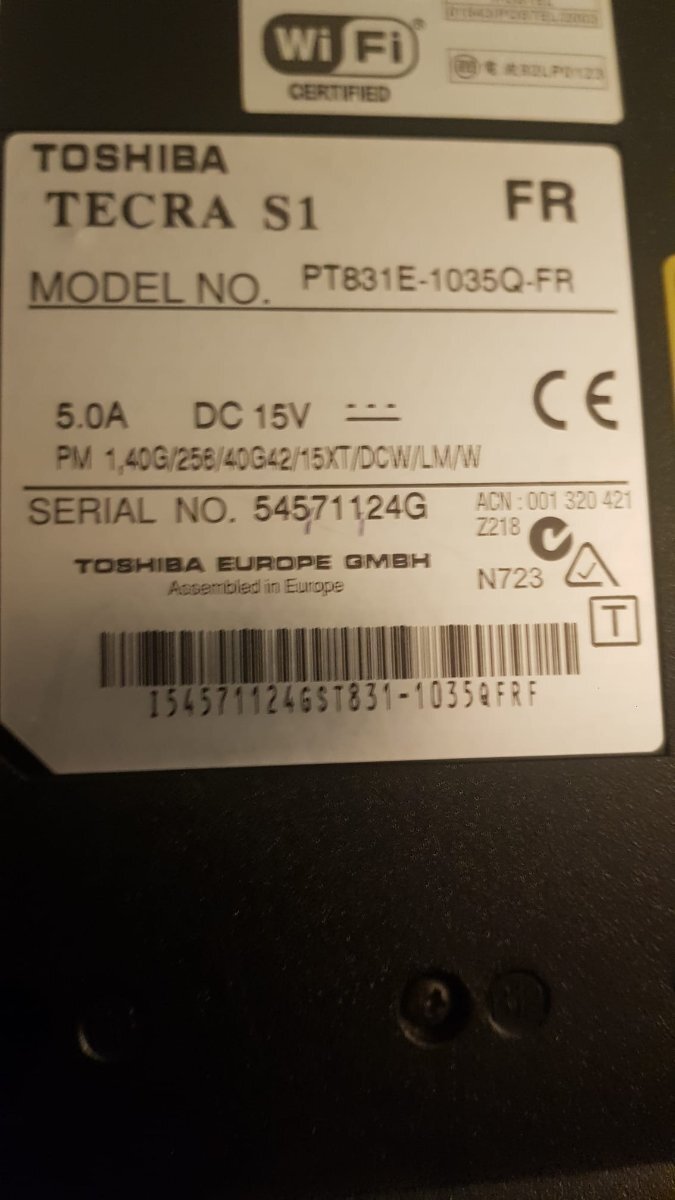 Wi Fi®
CERTIFIED
TOSHIBA
TECRA S1 FR
MODEL NO. PT831E-1035Q-FR
5.0A DC 15V
CE
PM 1,40G/256/40G42/15XT/DCW/LM/W
SERIAL NO. 54571124G
ACN : 001 320 421
Z218
TOSHIBA EUROPE GMBH
Assembled in Europe
N723
T
I54571124GST831-1035QFRF